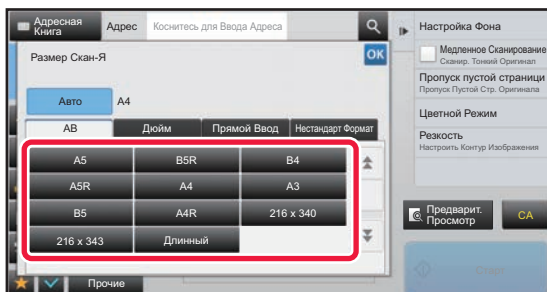 Адресная
Книга
Адрес
Коснитесь для Ввода Адреса
Размер Скан-Я
OK
Авто
A4
AB
Дюйм
Прямой Ввод
Нестандарт Формат
A5
B5R
B4
A5R
A4
A3
B5
A4R
216 x 340
216 x 343
Длинный
Прочие
Настройка Фона
Медленное Сканирование
Сканир. Тонкий Оригинал
Пропуск пустой страници
Пропуск Пустой Стр. Оригинала
Цветной Режим
Резкость
Настроить Контур Изображения
Предварит.
Просмотр
CA